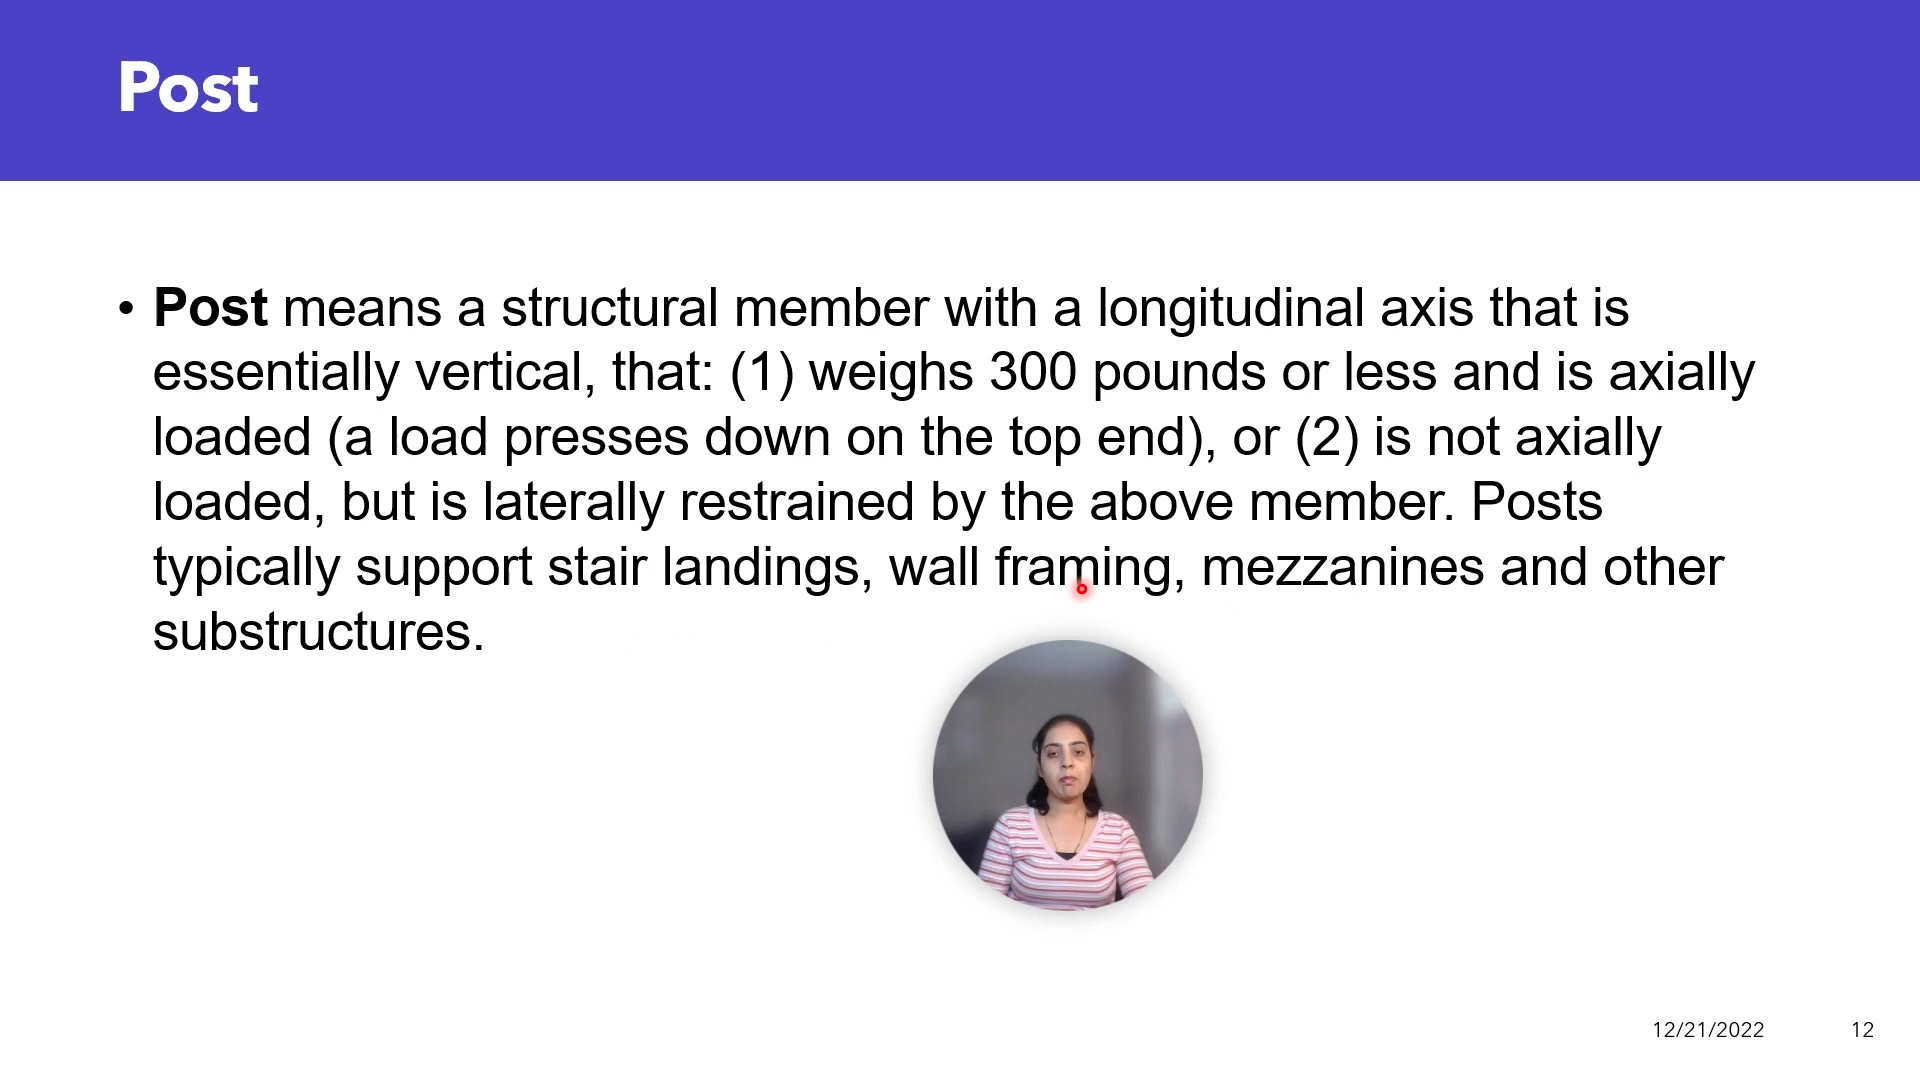 Post
• Post means a structural member with a longitudinal axis that is
essentially vertical, that: (1) weighs 300 pounds or less and is axially
loaded (a load presses down on the top end), or (2) is not axially
loaded, but is laterally restrained by the above member. Posts
typically support stair landings, wall framing, mezzanines and other
substructures.
12/21/2022 12